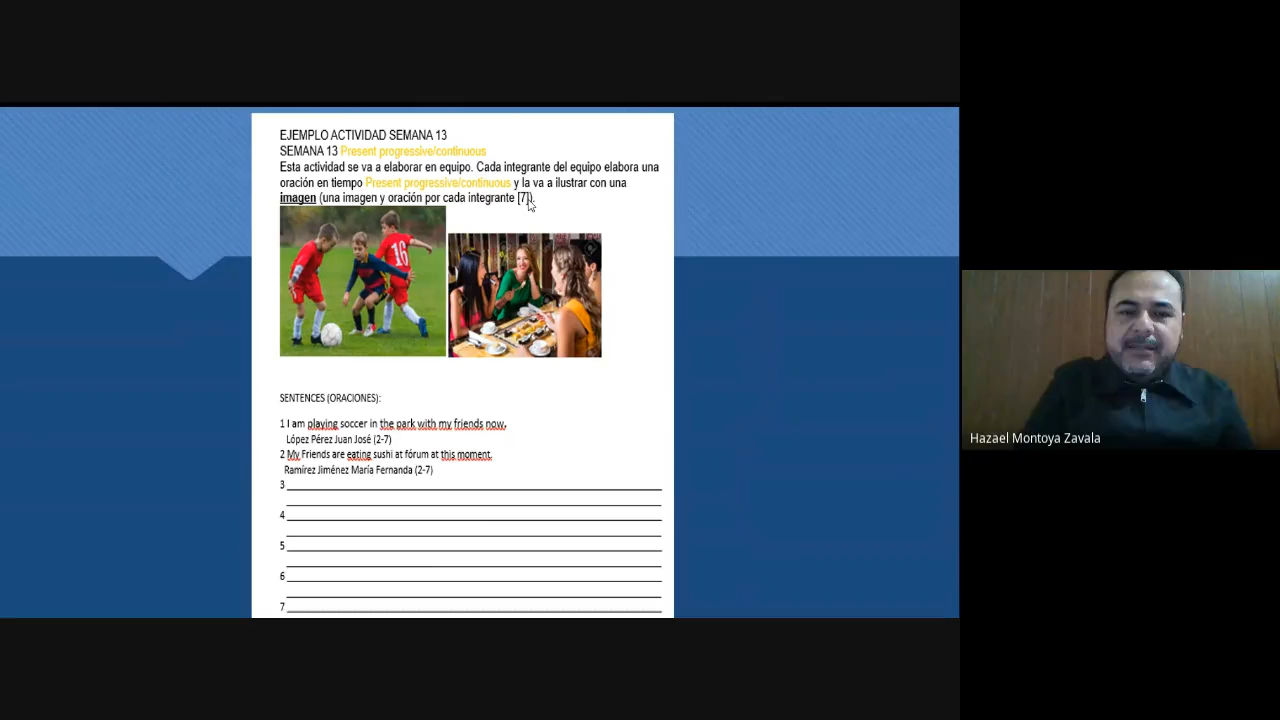 EJEMPLO ACTIVIDAD SEMANA 13
SEMANA 13 Present progressive/continuous
Esta actividad se va a elaborar en equipo. Cada integrante del equipo elabora una
oración en tiempo Present progressive/continuous y la va a ilustrar con una
imagen (una imagen y oración por cada integrante [7]).
16
SENTENCES (ORACIONES):
1 I am playing soccer in the park with my friends now.
López Pérez Juan José (2-7)
2 My Friends are eating sushi at fórum at this moment.
Ramírez Jiménez María Fernanda (2-7)
3
4
5
6
7
Hazael Montoya Zavala